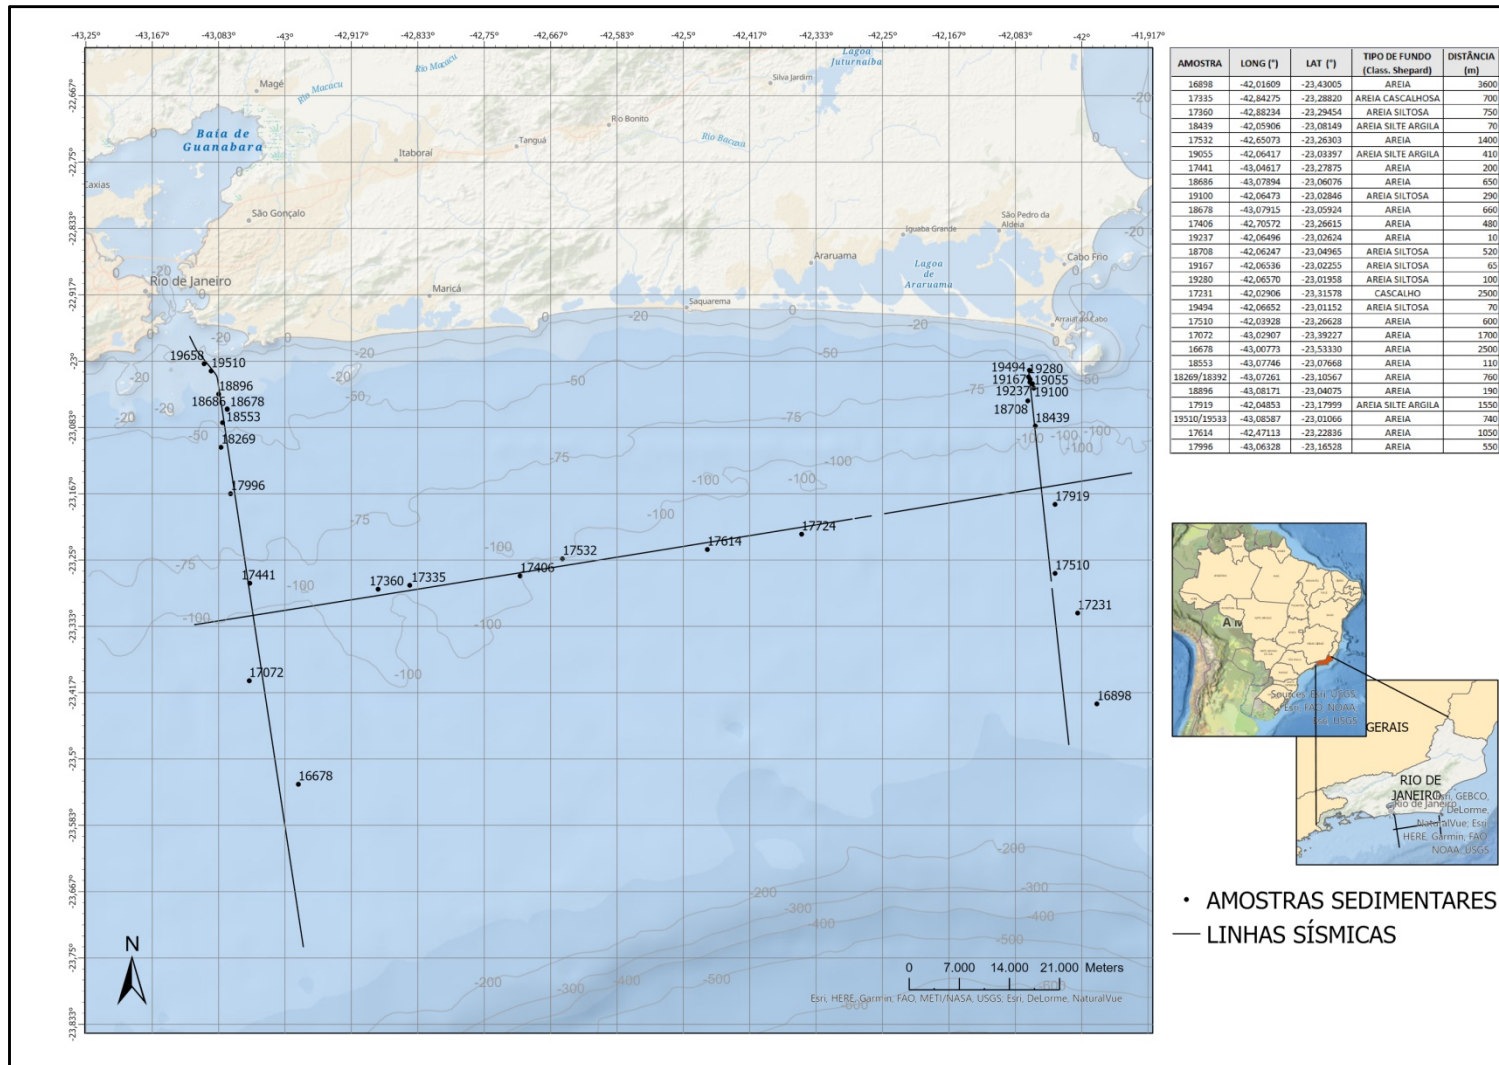 -43,25° -43,167° -43,083° -43° -42,917° -42,833° -42,75° -42,667° -42,583° -42,5° -42,417° -42,333° -42,25° -42,167° -42,083° -42° -41,917°
-22,667°
-22,75°
-22,833°
-22,917°
-23°
-23,083°
-23,167°
-23,25°
-23,333°
-23,417°
-23,5°
-23,583°
-23,667°
-23,75°
-23,833°
Magé
Rio Macacu
Rio Macacu
Silva Jardim
Lagoa
Juturnaíba
Baía de
Guanabara
Rio Bonito
Tanguá
Itaboraí
Caxias
São Gonçalo
São Pedro da
Aldeia
Iguaba Grande
Cabo Frio
Araruama
Lagoa
de
Araruama
Rio de Janeiro
Maricá
Saquarema
Arraial do Cabo
19658
19510
18896
18686
18678
18553
18269
17996
17441
17072
16678
17360
17335
17406
17532
17614
17724
19494
19280
19167
19055
19237
19100
18708
18439
17919
17510
17231
16898
-20
-50
-75
-100
-200
-300
-400
-500
-600
N
0 7.000 14.000 21.000 Meters
Esri, HERE, Garmin, FAO, METI/NASA, USGS, Esri, DeLorme, NaturalVue
AMOSTRA LONG (°) LAT (°) TIPO DE FUNDO (Class. Shepard) DISTÂNCIA (m)
16898 -42,01609 -23,43005 AREIA 3600
17335 -42,84275 -23,28820 AREIA CASCALHOSA 700
17360 -42,88234 -23,29454 AREIA SILTOSA 750
18439 -42,05906 -23,08149 AREIA SILTE ARGILA 70
17532 -42,65073 -23,26303 AREIA 1400
19055 -42,06417 -23,03397 AREIA SILTE ARGILA 410
17441 -43,04617 -23,27875 AREIA 200
18686 -43,07894 -23,06076 AREIA 650
19100 -42,06473 -23,02846 AREIA SILTOSA 290
18678 -43,07915 -23,05924 AREIA 660
17406 -42,70572 -23,26615 AREIA 480
19237 -42,06496 -23,02624 AREIA 10
18708 -42,06247 -23,04965 AREIA SILTOSA 520
19167 -42,06536 -23,02255 AREIA SILTOSA 65
19280 -42,06570 -23,01958 AREIA SILTOSA 100
17231 -42,02906 -23,31578 CASCALHO 2500
19494 -42,06652 -23,01152 AREIA SILTOSA 70
17510 -42,03928 -23,26628 AREIA 600
17072 -43,02907 -23,39227 AREIA 1700
16678 -43,00773 -23,53330 AREIA 2500
18553 -43,07746 -23,07668 AREIA 110
18269/18392 -43,07261 -23,10567 AREIA 760
18896 -43,08171 -23,04075 AREIA 190
17919 -42,04853 -23,17999 AREIA SILTE ARGILA 1550
19510/19533 -43,08587 -23,01066 AREIA 740
17614 -42,47113 -23,22836 AREIA 1050
17996 -43,06328 -23,16528 AREIA 550
Sources: Esri, USGS,
Esri, FAO, NOAA,
Esri, USGS
GERAIS
RIO DE
JANEIRO
Rio de Janeiro
Esri, GEBCO,
DeLorme,
NaturalVue; Esri,
HERE, Garmin, FAO,
NOAA, USGS
AMOSTRAS SEDIMENTARES
LINHAS SÍSMICAS